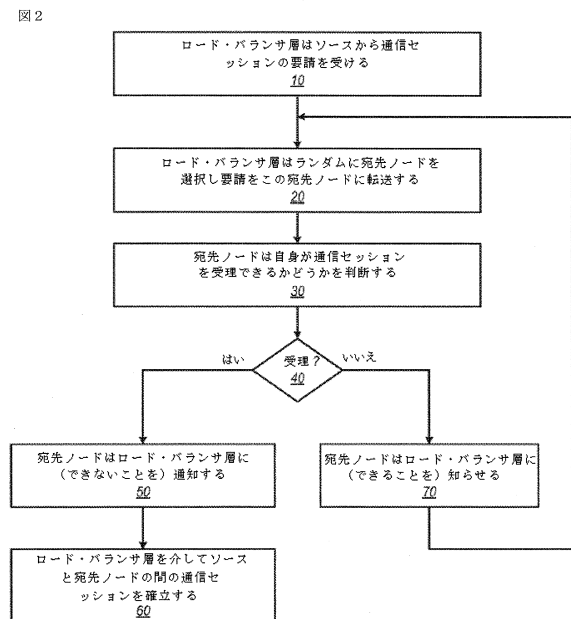 図2
ロード・バランサ層はソースから通信セ
ッションの要請を受ける
10
ロード・バランサ層はランダムに宛先ノードを
選択し要請をこの宛先ノードに転送する
20
宛先ノードは自身が通信セッション
を受理できるかどうかを判断する
30
はい
受理?
いいえ
40
宛先ノードはロード・バランサ層に
(できないことを)通知する
50
宛先ノードはロード・バランサ層に
(できることを)知らせる
70
ロード・バランサ層を介してソース
と宛先ノードの間の通信セ
ッションを確立する
60